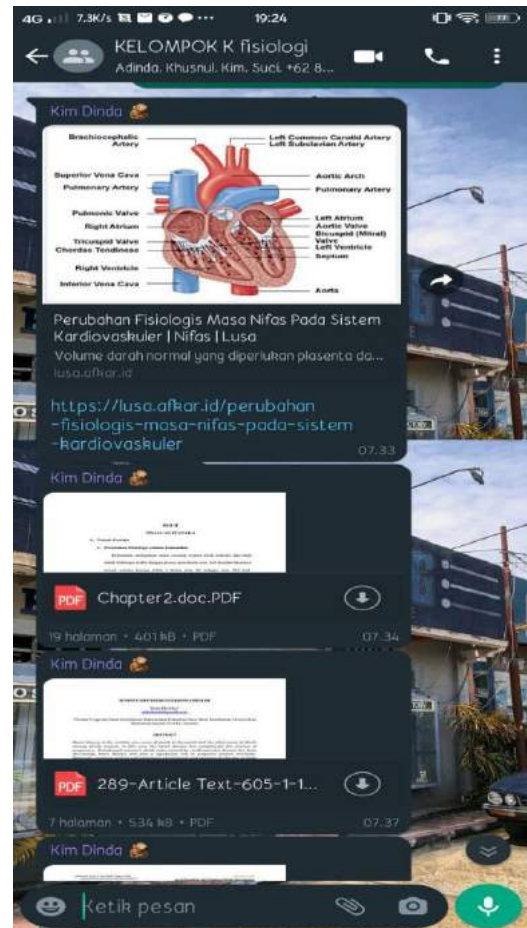 4G 7.3K/s 19:24
KELOMPOK K fisiologi
Adinda, Khusnul, Kim, Suci, +62 8...
Kim Dinda
Brachiocephalic Artery
Left Common Carotid Artery
Left Subclavian Artery
Superior Vena Cava
Aortic Arch
Pulmonary Artery
Pulmonary Artery
Pulmonic Valve
Left Atrium
Right Atrium
Aortic Valve
Bicuspid (Mitral) Valve
Tricuspid Valve
Left Ventricle
Chordae Tendineae
Septum
Right Ventricle
Inferior Vena Cava
Aorta
Perubahan Fisiologis Masa Nifas Pada Sistem
Kardiovaskuler | Nifas | Lusa
Volume darah normal yang diperlukan plasenta da...
lusa.afkar.id
https://lusa.afkar.id/perubahan
-fisiologis-masa-nifas-pada-sistem
-kardiovaskuler
07.33
Kim Dinda
PDF Chapter2.doc.PDF
19 halaman • 401 kB • PDF 07.34
Kim Dinda
ABSTRACT
PDF 289-Article Text-605-1-1...
7 halaman • 534 kB • PDF 07.37
Kim Dinda
Ketik pesan